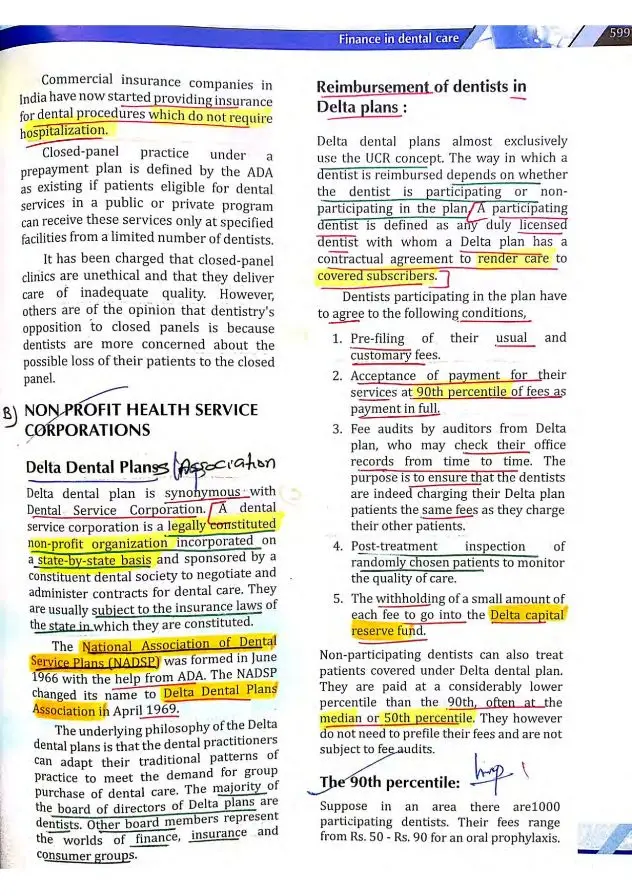 Finance in dental care
599
Commercial insurance companies in
India have now started providing insurance
for dental procedures which do not require
hospitalization.
Closed-panel practice under a
prepayment plan is defined by the ADA
as existing if patients eligible for dental
services in a public or private program
can receive these services only at specified
facilities from a limited number of dentists.
It has been charged that closed-panel
clinics are unethical and that they deliver
care of inadequate quality. However,
others are of the opinion that dentistry's
opposition to closed panels is because
dentists are more concerned about the
possible loss of their patients to the closed
panel.
B) NON PROFIT HEALTH SERVICE
CORPORATIONS
Delta Dental Plans / Association
Delta dental plan is synonymous with
Dental Service Corporation. A dental
service corporation is a legally constituted
non-profit organization incorporated on
a state-by-state basis and sponsored by a
constituent dental society to negotiate and
administer contracts for dental care. They
are usually subject to the insurance laws of
the state in which they are constituted.
The National Association of Dental
Service Plans (NADSP) was formed in June
1966 with the help from ADA. The NADSP
changed its name to Delta Dental Plans
Association in April 1969.
The underlying philosophy of the Delta
dental plans is that the dental practitioners
can adapt their traditional patterns of
practice to meet the demand for group
purchase of dental care. The majority of
the board of directors of Delta plans are
dentists. Other board members represent
the worlds of finance, insurance and
consumer groups.
Reimbursement of dentists in
Delta plans :
Delta dental plans almost exclusively
use the UCR concept. The way in which a
dentist is reimbursed depends on whether
the dentist is participating or non-
participating in the plan. A participating
dentist is defined as any duly licensed
dentist with whom a Delta plan has a
contractual agreement to render care to
covered subscribers.
Dentists participating in the plan have
to agree to the following conditions,
1. Pre-filing of their usual and
customary fees.
2. Acceptance of payment for their
services at 90th percentile of fees as
payment in full.
3. Fee audits by auditors from Delta
plan, who may check their office
records from time to time. The
purpose is to ensure that the dentists
are indeed charging their Delta plan
patients the same fees as they charge
their other patients.
4. Post-treatment inspection of
randomly chosen patients to monitor
the quality of care.
5. The withholding of a small amount of
each fee to go into the Delta capital
reserve fund.
Non-participating dentists can also treat
patients covered under Delta dental plan.
They are paid at a considerably lower
percentile than the 90th, often at the
median or 50th percentile. They however
do not need to prefile their fees and are not
subject to fee audits.
The 90th percentile: imp
Suppose in an area there are1000
participating dentists. Their fees range
from Rs. 50 - Rs. 90 for an oral prophylaxis.